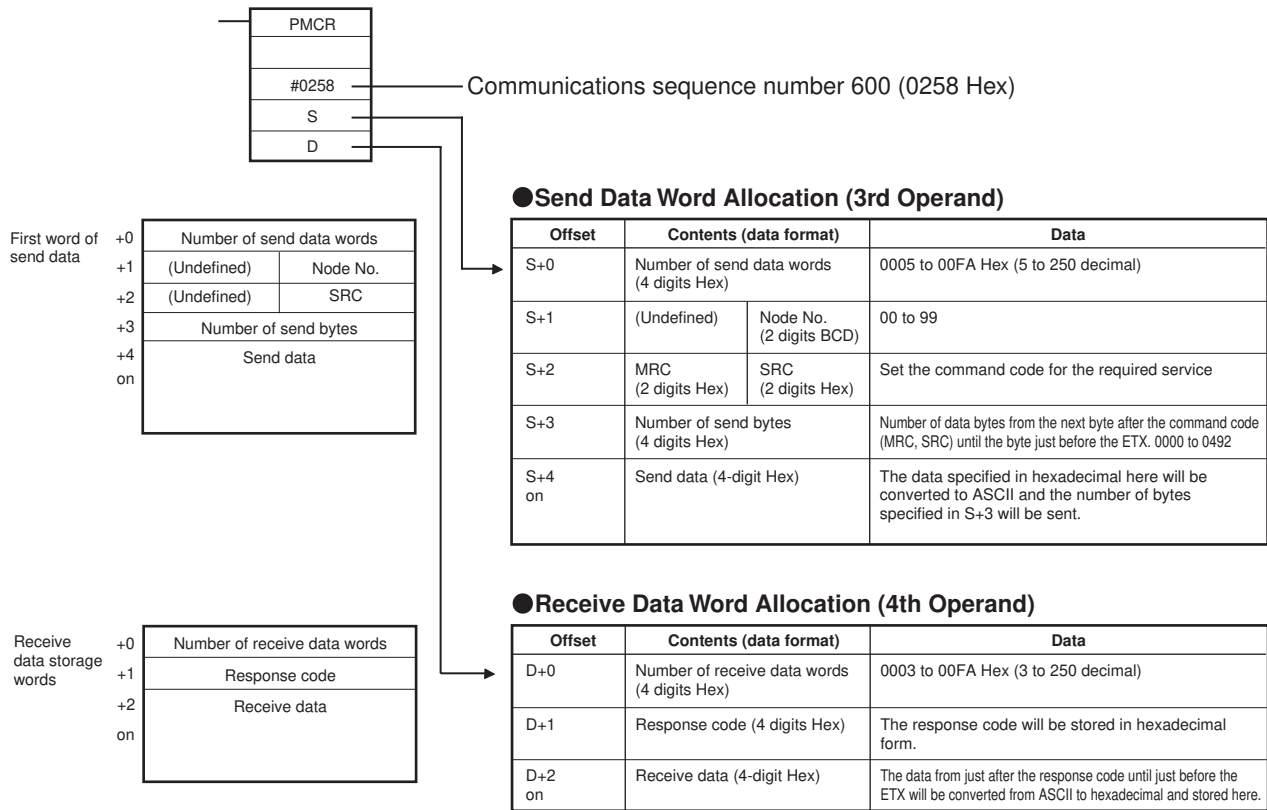 PMCR
#0258
Communications sequence number 600 (0258 Hex)
S
D
First word of
send data
+0
Number of send data words
+1
(Undefined)
Node No.
+2
(Undefined)
SRC
+3
Number of send bytes
+4
on
Send data
●Send Data Word Allocation (3rd Operand)
Offset
Contents (data format)
Data
S+0
Number of send data words
(4 digits Hex)
0005 to 00FA Hex (5 to 250 decimal)
S+1
(Undefined)
Node No.
(2 digits BCD)
00 to 99
S+2
MRC
(2 digits Hex)
SRC
(2 digits Hex)
Set the command code for the required service
S+3
Number of send bytes
(4 digits Hex)
Number of data bytes from the next byte after the command code
(MRC, SRC) until the byte just before the ETX. 0000 to 0492
S+4
on
Send data (4-digit Hex)
The data specified in hexadecimal here will be
converted to ASCII and the number of bytes
specified in S+3 will be sent.
Receive
data storage
words
+0
Number of receive data words
+1
Response code
+2
on
Receive data
●Receive Data Word Allocation (4th Operand)
Offset
Contents (data format)
Data
D+0
Number of receive data words
(4 digits Hex)
0003 to 00FA Hex (3 to 250 decimal)
D+1
Response code (4 digits Hex)
The response code will be stored in hexadecimal
form.
D+2
on
Receive data (4-digit Hex)
The data from just after the response code until just before the
ETX will be converted from ASCII to hexadecimal and stored here.